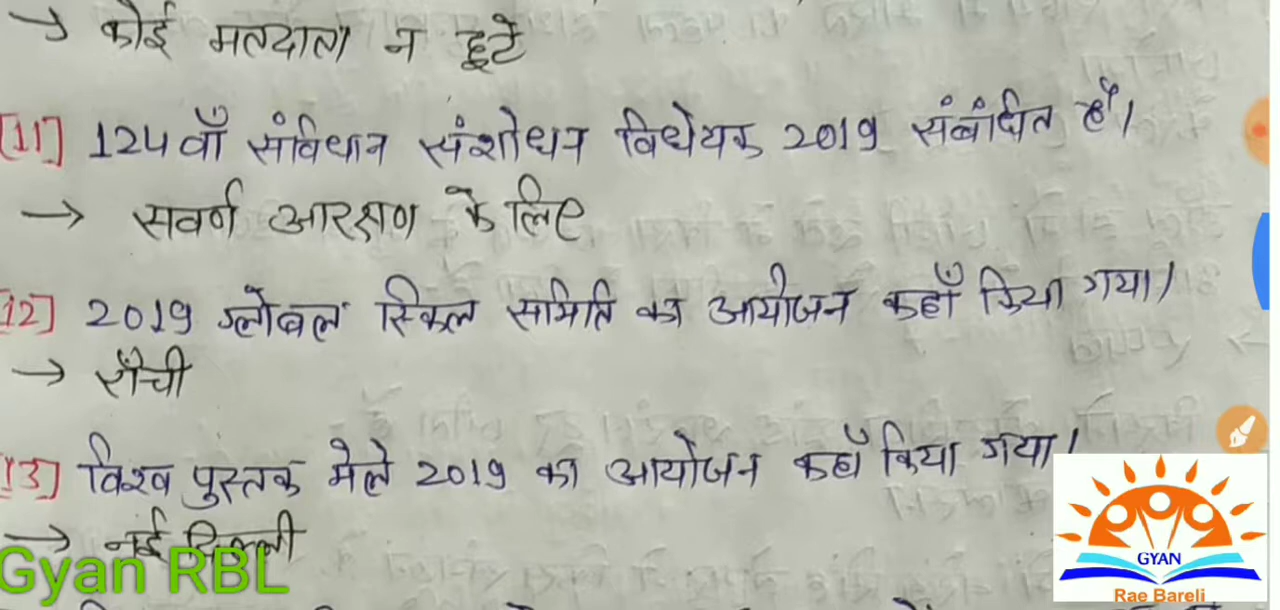 → कोई मतदाता न छूटे
[11] 124वाँ संविधान संशोधन विधेयक 2019 संबंधित है।
→ सवर्ण आरक्षण के लिए
[12] 2019 ग्लोबल स्किल समिति का आयोजन कहाँ किया गया।
→ राँची
[13] विश्व पुस्तक मेले 2019 का आयोजन कहाँ किया गया।
→ नई दिल्ली
Gyan RBL
GYAN
Rae Bareli